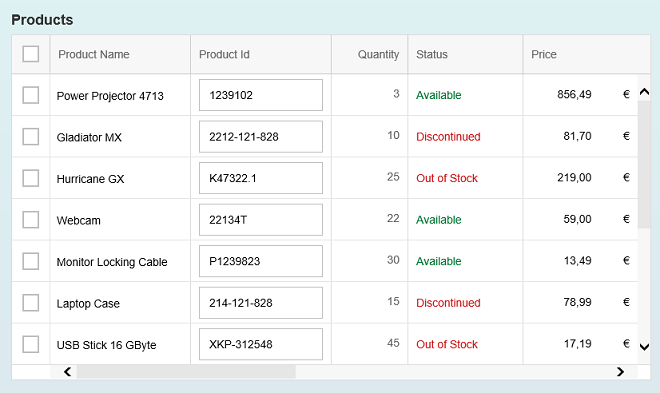 Products
Product Name Product Id Quantity Status Price
Power Projector 4713 1239102 3 Available 856,49 €
Gladiator MX 2212-121-828 10 Discontinued 81,70 €
Hurricane GX K47322.1 25 Out of Stock 219,00 €
Webcam 22134T 22 Available 59,00 €
Monitor Locking Cable P1239823 30 Available 13,49 €
Laptop Case 214-121-828 15 Discontinued 78,99 €
USB Stick 16 GByte XKP-312548 45 Out of Stock 17,19 €